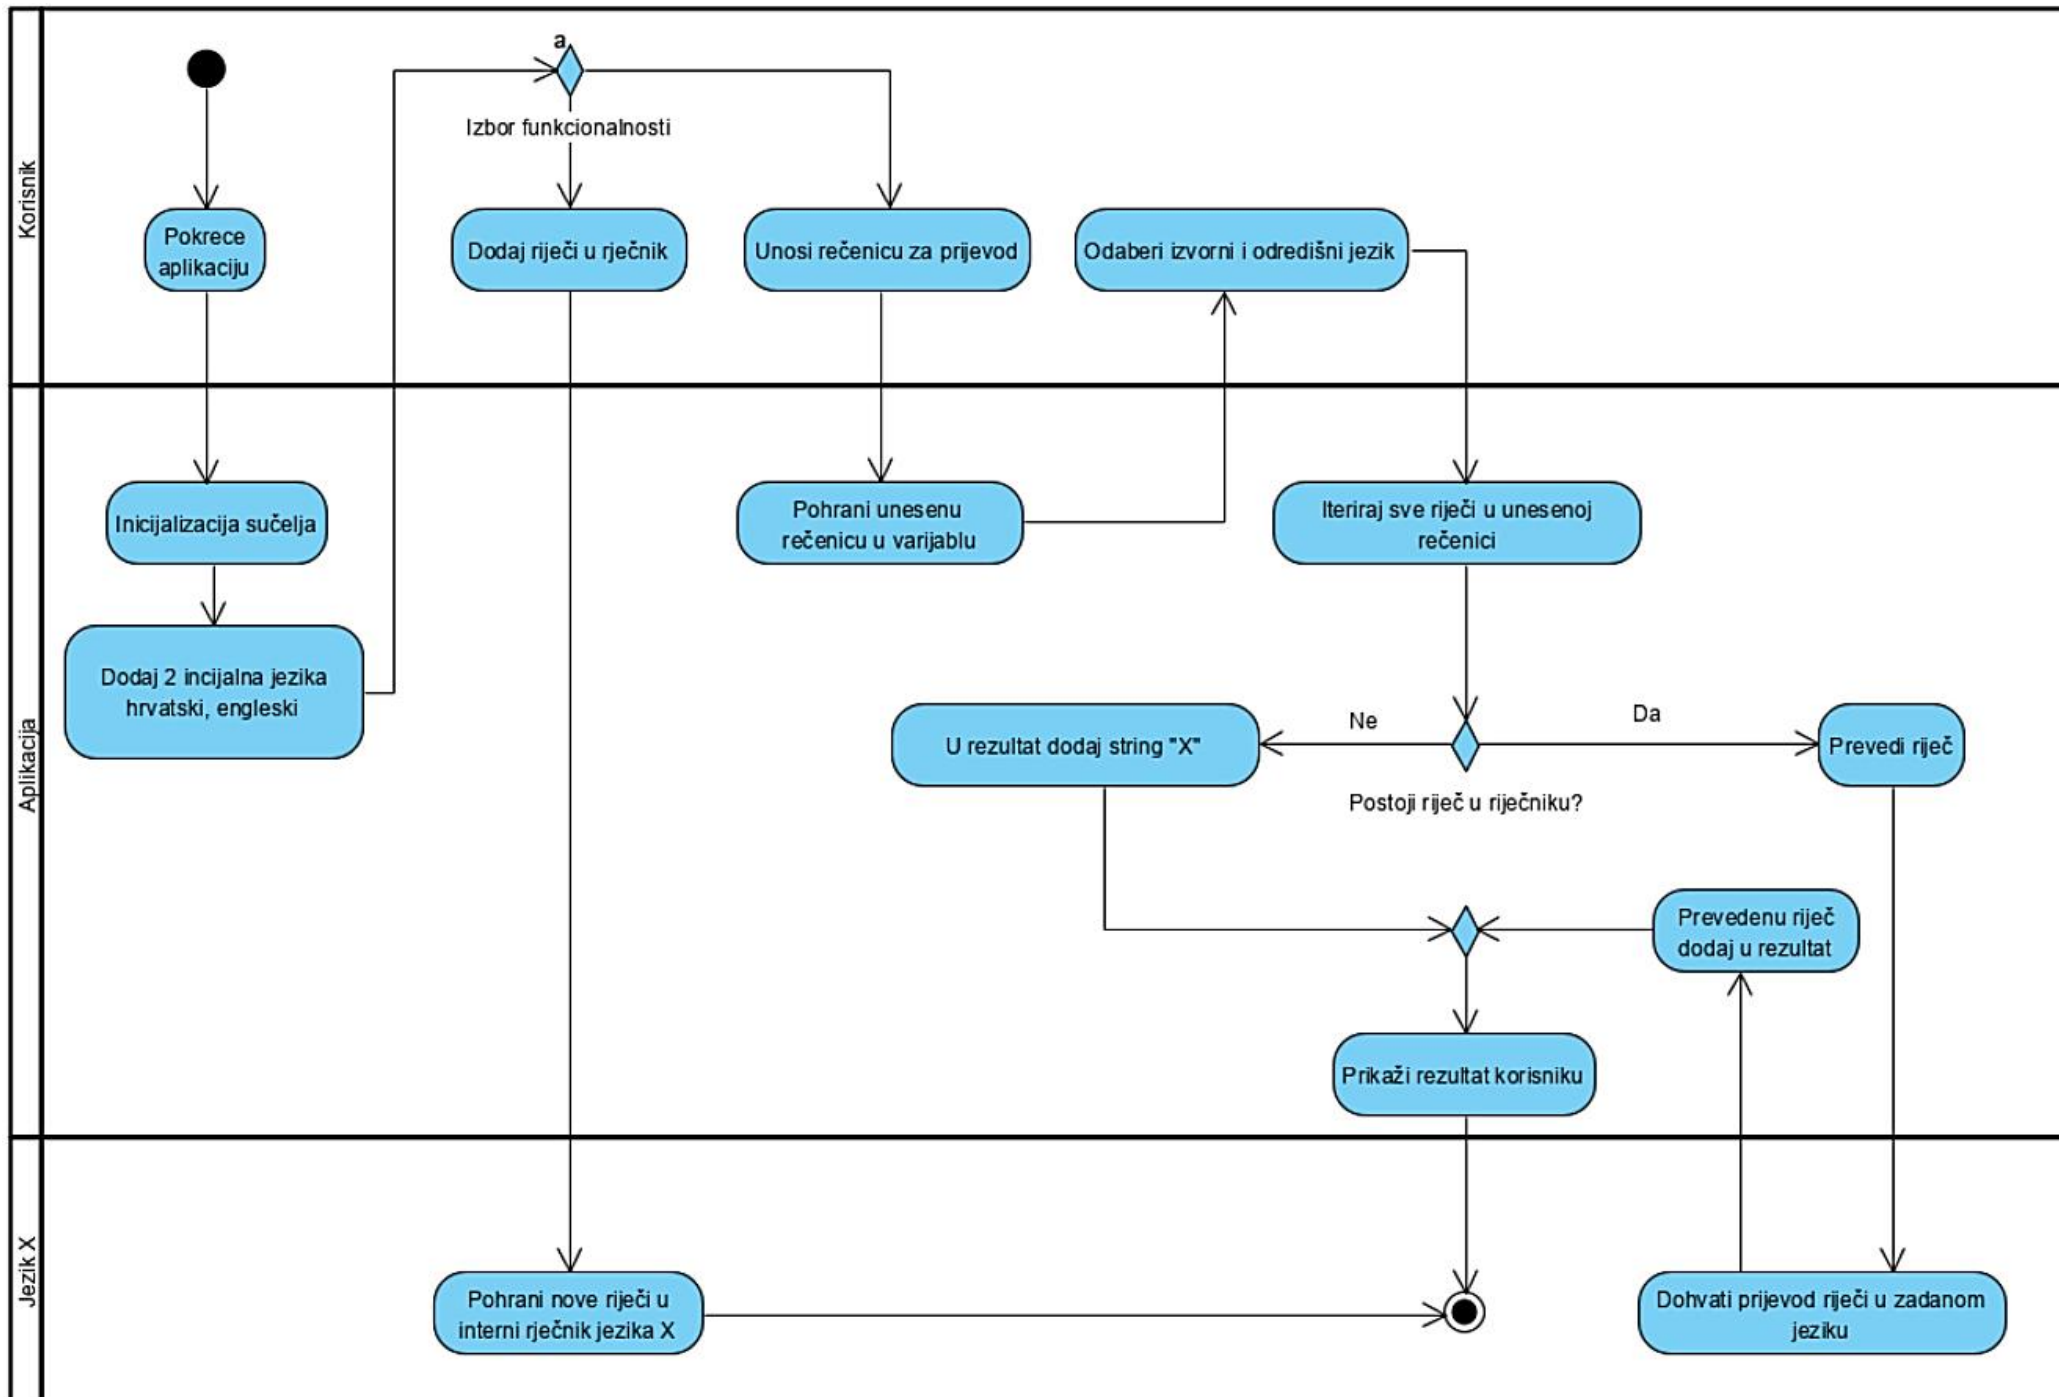 Korisnik
a
Izbor funkcionalnosti
Pokrece
aplikaciju
Dodaj riječi u rječnik
Unosi rečenicu za prijevod
Odaberi izvorni i odredišni jezik
Aplikacija
Inicijalizacija sučelja
Pohrani unesenu
rečenicu u varijablu
Iteriraj sve riječi u unesenoj
rečenici
Dodaj 2 incijalna jezika
hrvatski, engleski
U rezultat dodaj string "X"
Ne
Da
Prevedi riječ
Postoji riječ u riječniku?
Prevedenu riječ
dodaj u rezultat
Prikaži rezultat korisniku
Jezik X
Pohrani nove riječi u
interni rječnik jezika X
Dohvati prijevod riječi u zadanom
jeziku